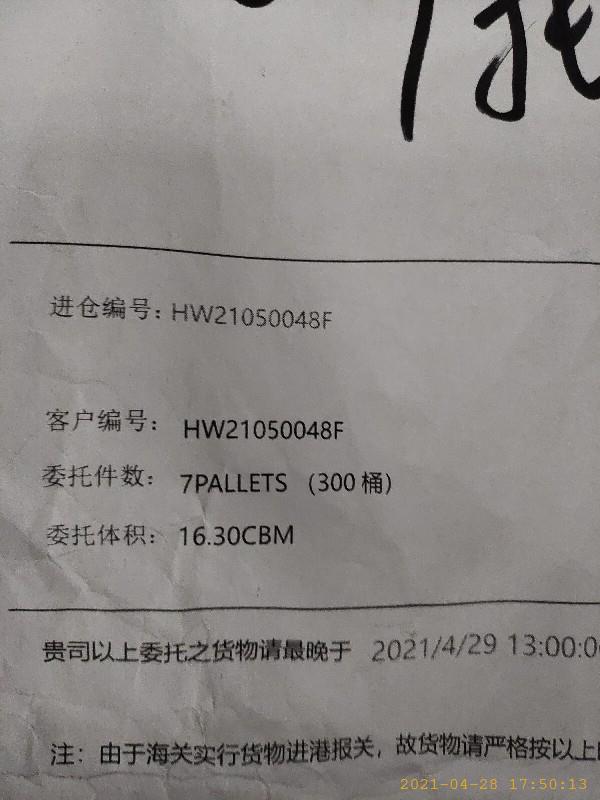 进仓编号：HW21050048F
客户编号： HW21050048F
委托件数： 7PALLETS （300 桶）
委托体积： 16.30CBM
贵司以上委托之货物请最晚于 2021/4/29 13:00:0
注：由于海关实行货物进港报关，故货物请严格按以上
2021-04-28 17:50:13